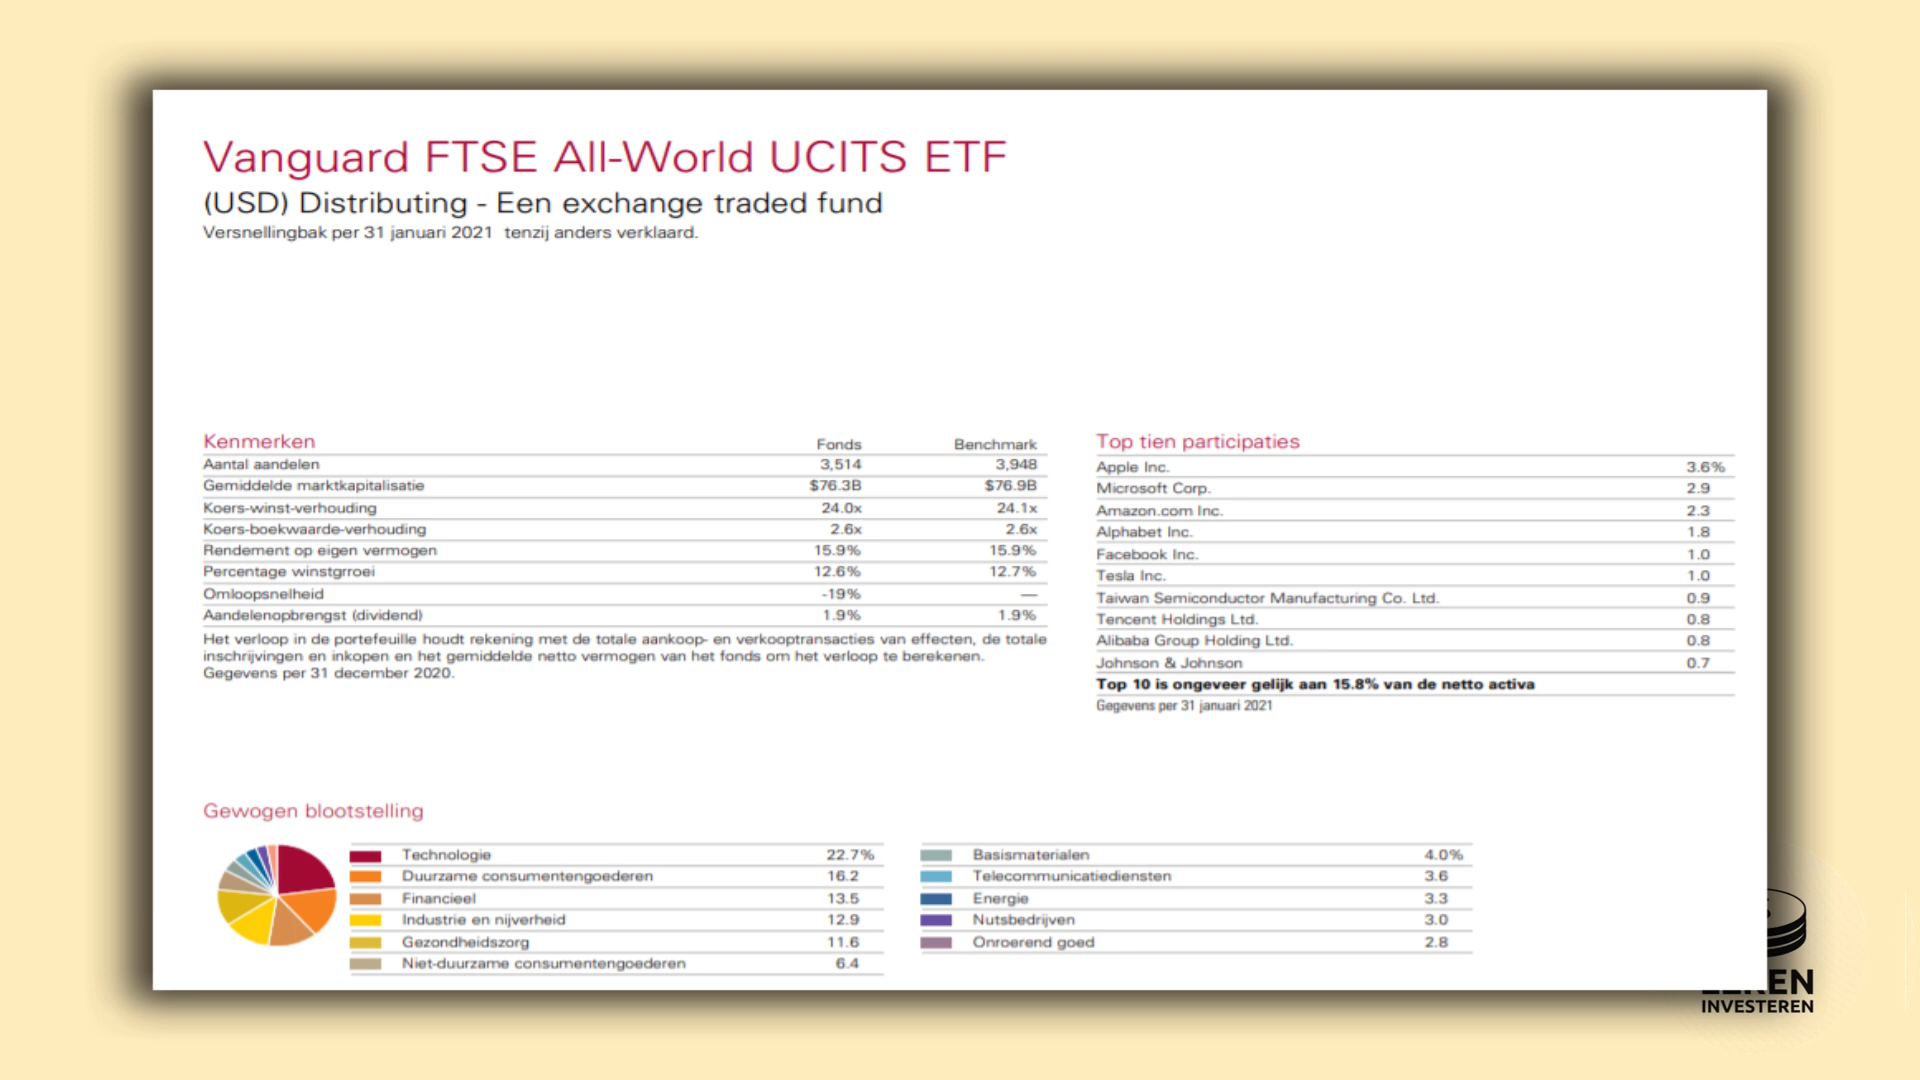 Vanguard FTSE All-World UCITS ETF
(USD) Distributing - Een exchange traded fund
Versnellingbak per 31 januari 2021 tenzij anders verklaard.
Kenmerken Fonds Benchmark
Aantal aandelen 3,514 3,948
Gemiddelde marktkapitalisatie $76.3B $76.9B
Koers-winst-verhouding 24.0x 24.1x
Koers-boekwaarde-verhouding 2.6x 2.6x
Rendement op eigen vermogen 15.9% 15.9%
Percentage winstgrroei 12.6% 12.7%
Omloopsnelheid -19% —
Aandelenopbrengst (dividend) 1.9% 1.9%
Het verloop in de portefeuille houdt rekening met de totale aankoop- en verkooptransacties van effecten, de totale
inschrijvingen en inkopen en het gemiddelde netto vermogen van het fonds om het verloop te berekenen.
Gegevens per 31 december 2020.
Top tien participaties
Apple Inc. 3.6%
Microsoft Corp. 2.9
Amazon.com Inc. 2.3
Alphabet Inc. 1.8
Facebook Inc. 1.0
Tesla Inc. 1.0
Taiwan Semiconductor Manufacturing Co. Ltd. 0.9
Tencent Holdings Ltd. 0.8
Alibaba Group Holding Ltd. 0.8
Johnson & Johnson 0.7
Top 10 is ongeveer gelijk aan 15.8% van de netto activa
Gegevens per 31 januari 2021
Gewogen blootstelling
Technologie 22.7%
Duurzame consumentengoederen 16.2
Financieel 13.5
Industrie en nijverheid 12.9
Gezondheidszorg 11.6
Niet-duurzame consumentengoederen 6.4
Basismaterialen 4.0%
Telecommunicatiediensten 3.6
Energie 3.3
Nutsbedrijven 3.0
Onroerend goed 2.8
INVESTEREN